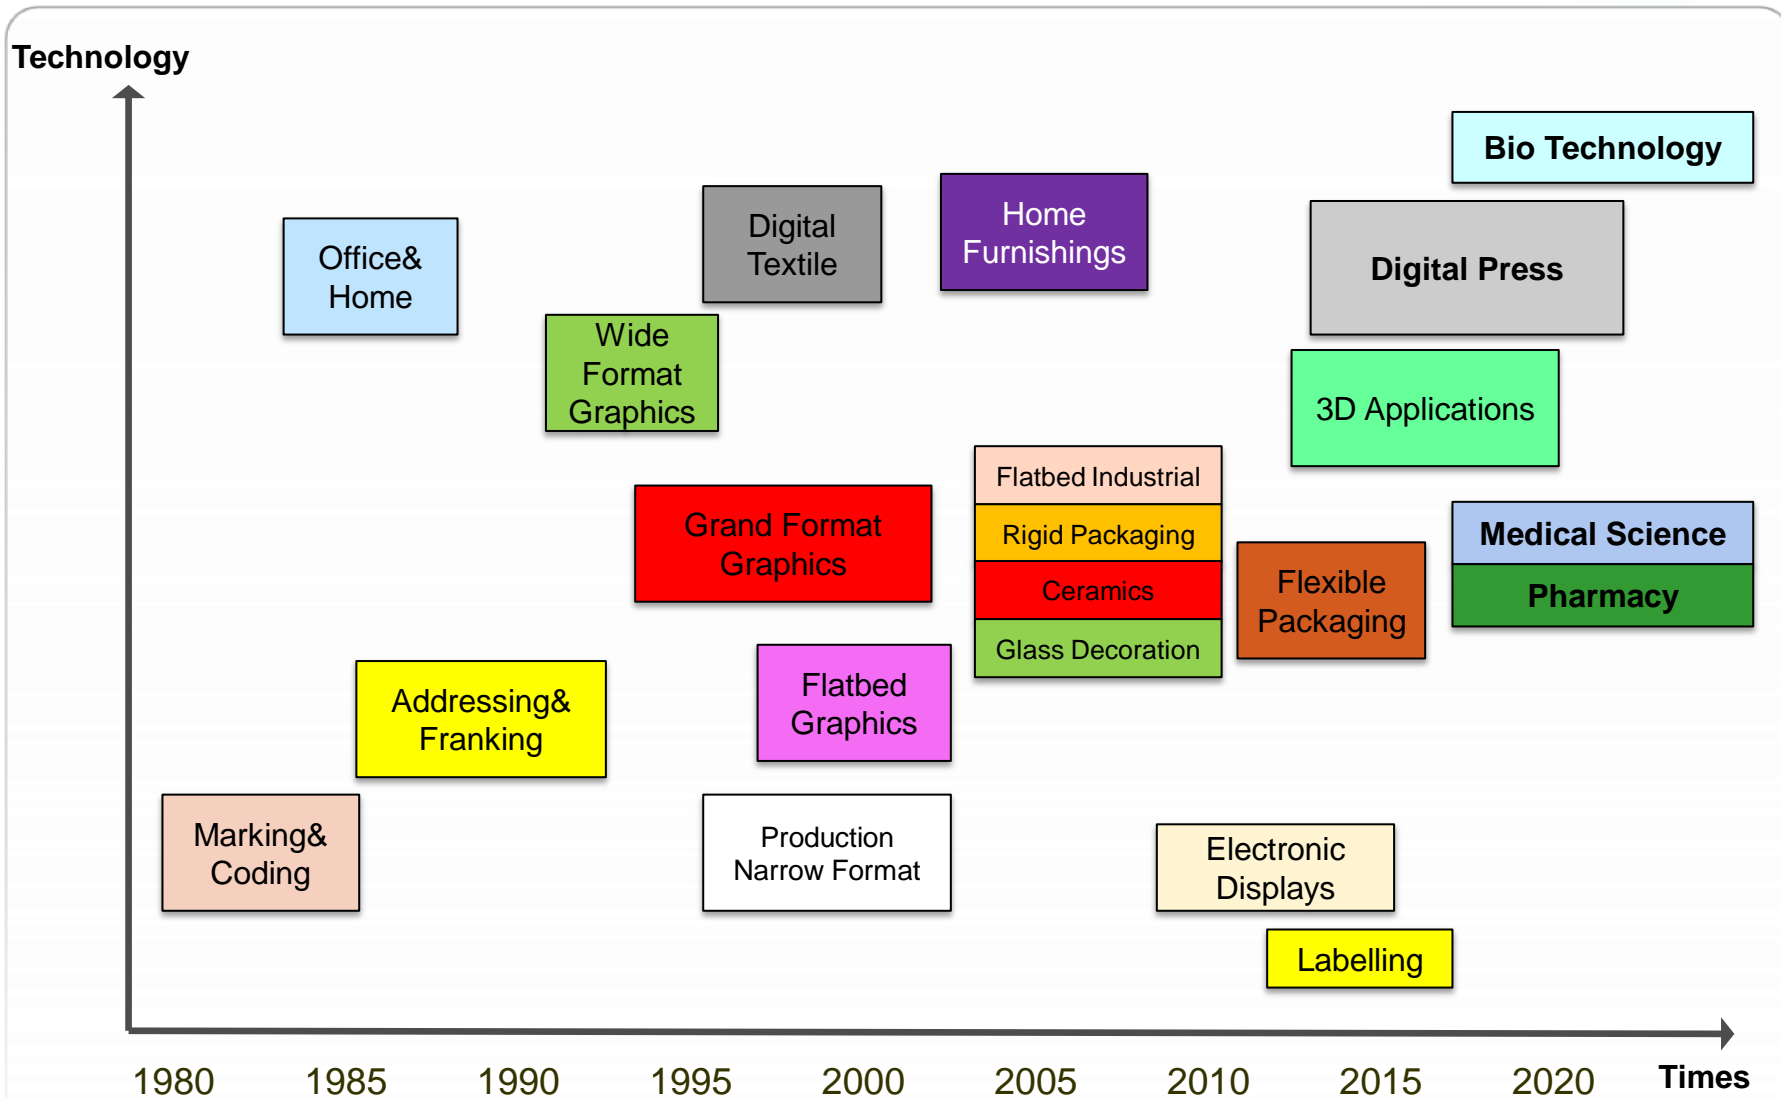 Technology
Bio Technology
Home
Furnishings
Digital
Textile
Office&
Home
Digital Press
Wide
Format
Graphics
3D Applications
Flatbed Industrial
Grand Format
Graphics
Rigid Packaging
Medical Science
Ceramics
Flexible
Packaging
Pharmacy
Glass Decoration
Flatbed
Graphics
Addressing&
Franking
Marking&
Coding
Production
Narrow Format
Electronic
Displays
Labelling
1980 1985 1990 1995 2000 2005 2010 2015 2020 Times